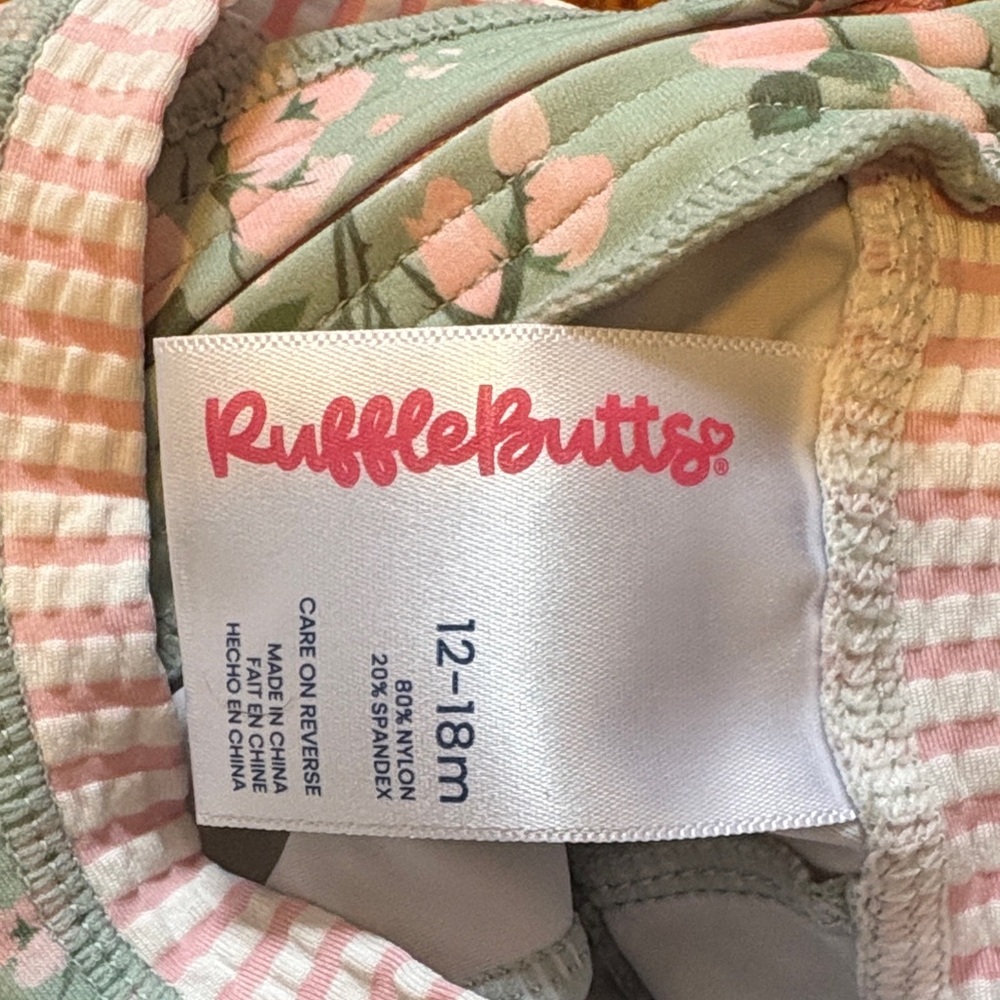 RuffleButts®
12-18m
80% NYLON
20% SPANDEX
CARE ON REVERSE
MADE IN CHINA
FAIT EN CHINE
HECHO EN CHINA